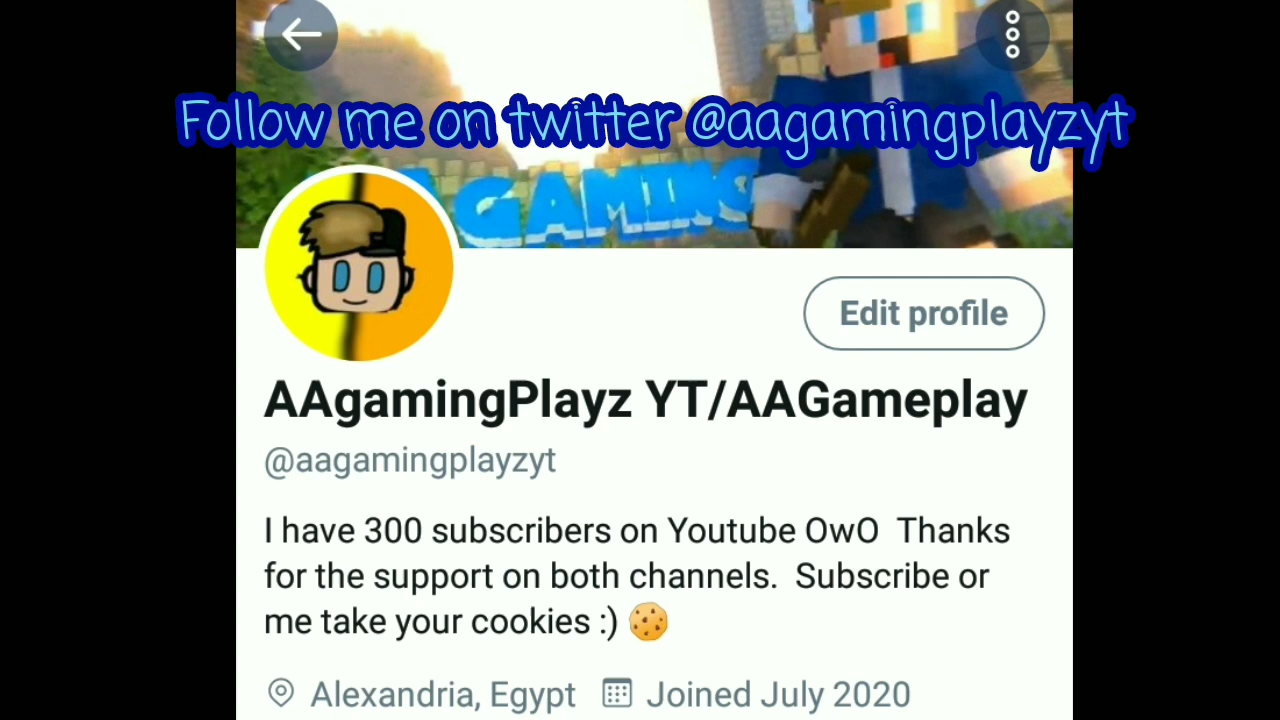 Follow me on twitter @aagamingplayzyt
GAMING
Edit profile
AAgamingPlayz YT/AAGameplay
@aagamingplayzyt
I have 300 subscribers on Youtube OwO  Thanks
for the support on both channels.  Subscribe or
me take your cookies :) 🍪
Alexandria, Egypt Joined July 2020